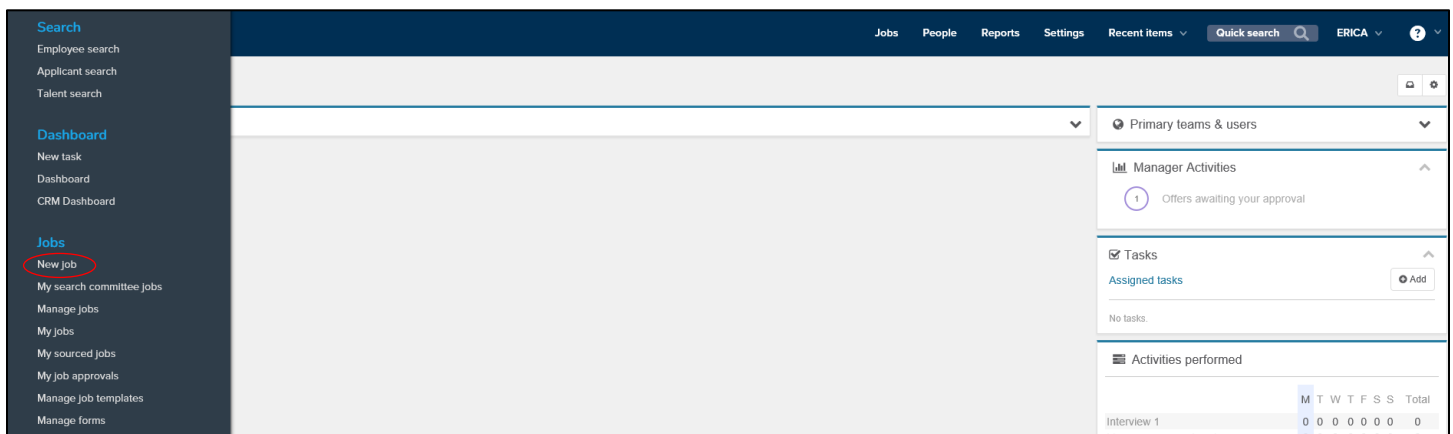 Search
Employee search
Applicant search
Talent search
Dashboard
New task
Dashboard
CRM Dashboard
Jobs
New job
My search committee jobs
Manage jobs
My jobs
My sourced jobs
My job approvals
Manage job templates
Manage forms
Jobs People Reports Settings Recent items Quick search ERICA ?
Primary teams & users
Manager Activities
1 Offers awaiting your approval
Tasks
Assigned tasks Add
No tasks.
Activities performed
M T W T F S S Total
Interview 1 0 0 0 0 0 0 0 0